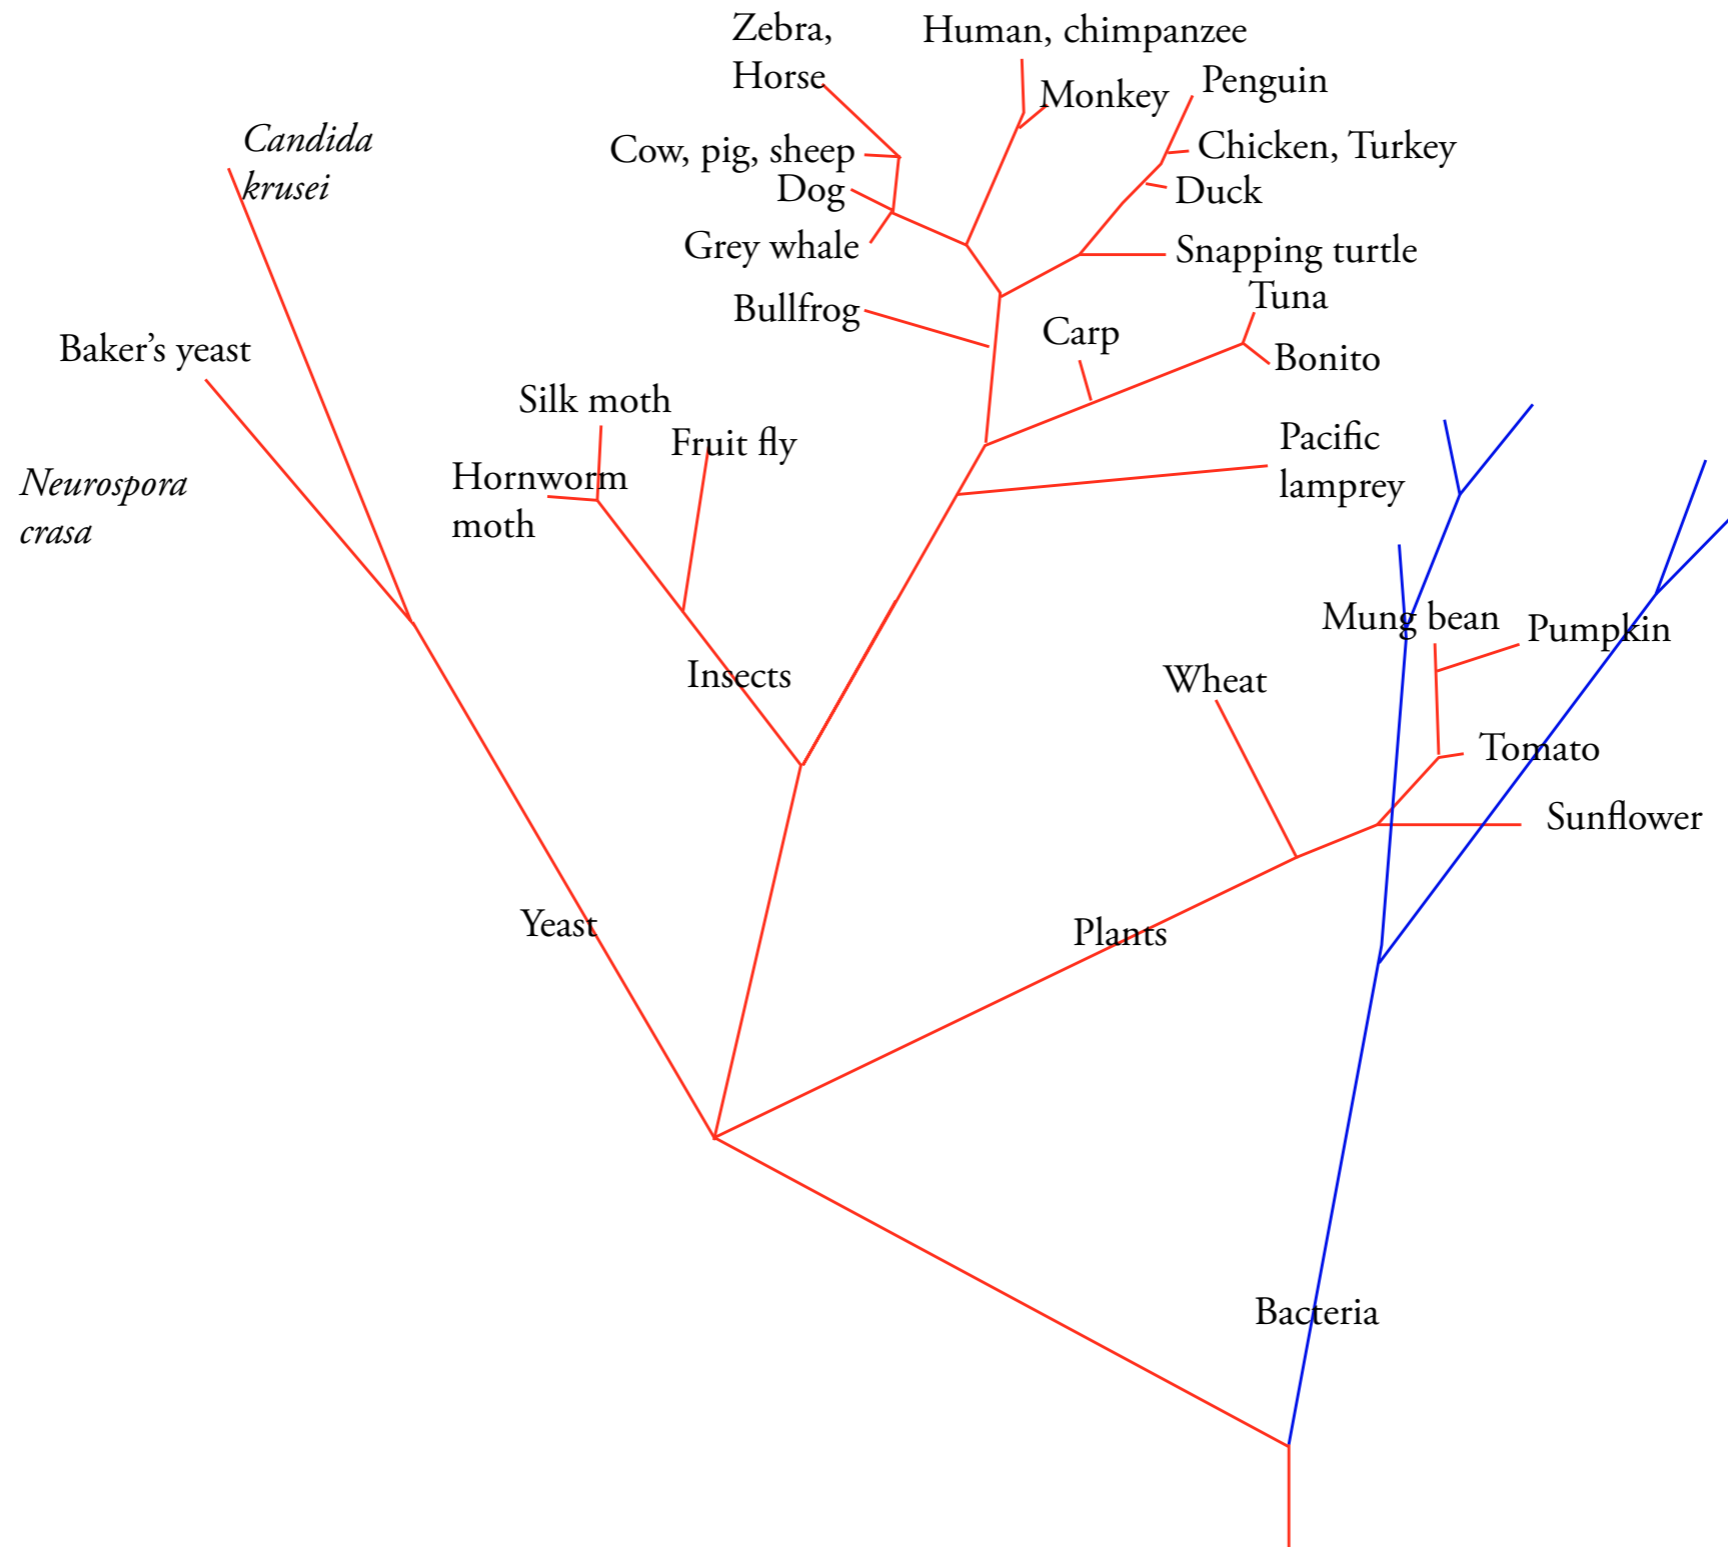 Zebra,
Horse
Human, chimpanzee
Monkey
Penguin
Candida
krusei
Cow, pig, sheep
Chicken, Turkey
Dog
Duck
Grey whale
Snapping turtle
Tuna
Bullfrog
Carp
Bonito
Baker’s yeast
Silk moth
Fruit fly
Pacific
lamprey
Hornworm
moth
Neurospora
crasa
Mung bean
Pumpkin
Insects
Wheat
Tomato
Sunflower
Yeast
Plants
Bacteria